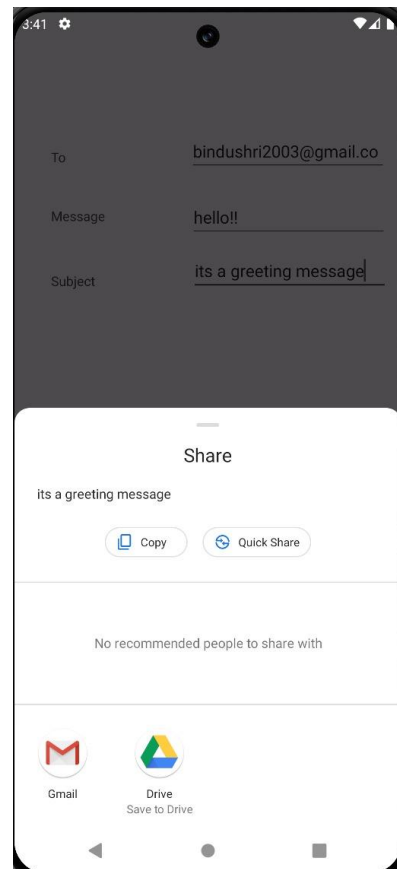 3:41
To bindushri2003@gmail.co
Message hello!!
Subject its a greeting message
Share
its a greeting message
Copy Quick Share
No recommended people to share with
Gmail Drive
Save to Drive